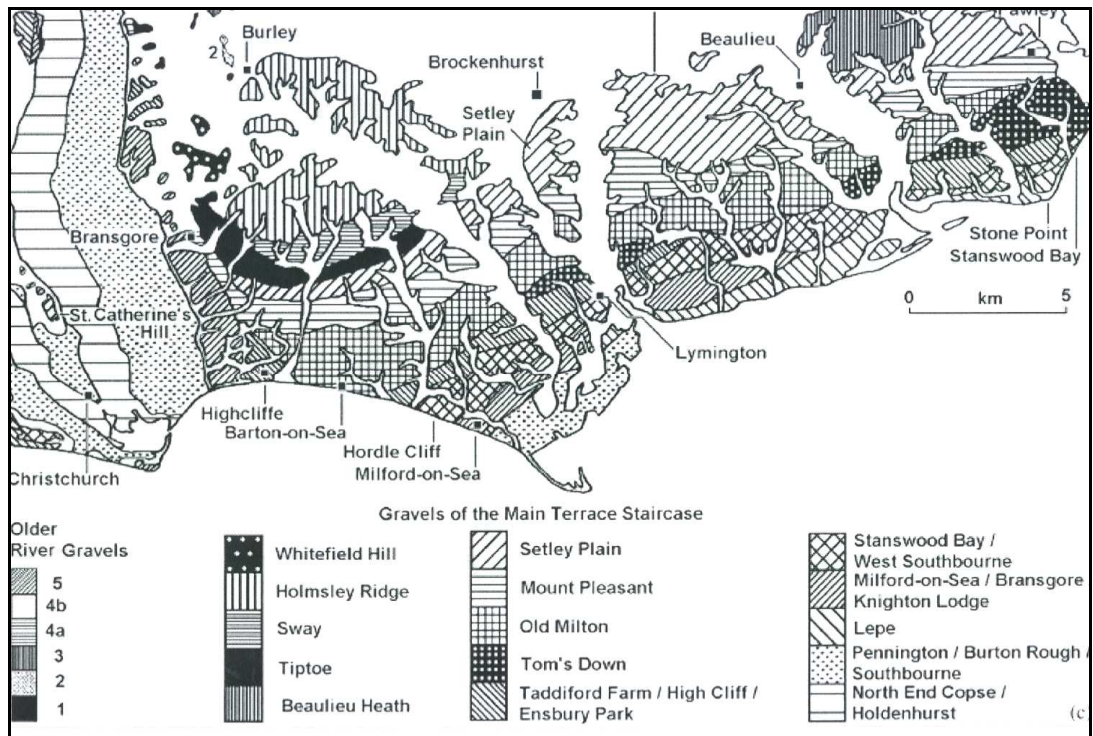 Burley
2
Beaulieu
Brockenhurst
Setley
Plain
Bransgore
St. Catherine's
Hill
Stone Point
Stanswood Bay
0 km 5
Lymington
Highcliffe
Barton-on-Sea
Hordle Cliff
Milford-on-Sea
Christchurch
Gravels of the Main Terrace Staircase
Older
River Gravels
5
4b
4a
3
2
1
Whitefield Hill
Holmsley Ridge
Sway
Tiptoe
Beaulieu Heath
Setley Plain
Mount Pleasant
Old Milton
Tom's Down
Taddiford Farm / High Cliff /
Ensbury Park
Stanswood Bay /
West Southbourne
Milford-on-Sea / Bransgore
Knighton Lodge
Lepe
Pennington / Burton Rough /
Southbourne
North End Copse /
Holdenhurst
(c